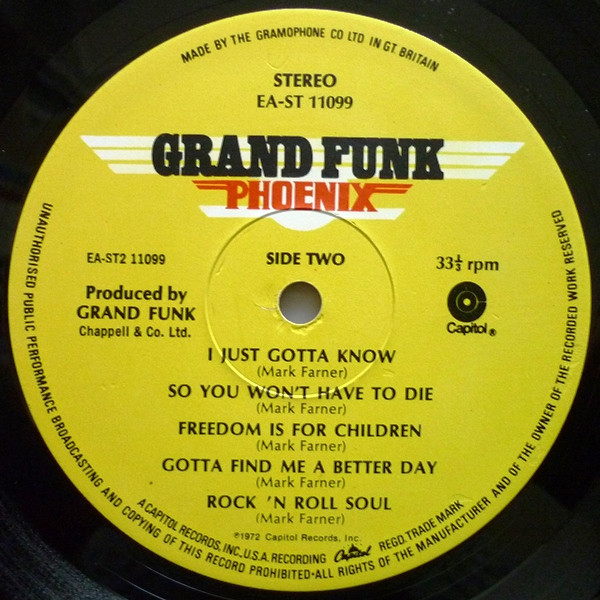 MADE BY THE GRAMOPHONE CO LTD IN GT. BRITAIN
STEREO
EA-ST 11099
GRAND FUNK
PHOENIX
EA-ST2 11099
SIDE TWO
33⅓ rpm
Produced by
GRAND FUNK
Chappell & Co. Ltd.
Capitol®
I JUST GOTTA KNOW
(Mark Farner)
SO YOU WON'T HAVE TO DIE
(Mark Farner)
FREEDOM IS FOR CHILDREN
(Mark Farner)
GOTTA FIND ME A BETTER DAY
(Mark Farner)
ROCK 'N ROLL SOUL
(Mark Farner)
℗1972 Capitol Records, Inc.
A CAPITOL RECORDS, INC. U.S.A. RECORDING Capitol REGD. TRADE MARK
UNAUTHORISED PUBLIC PERFORMANCE BROADCASTING AND COPYING OF THIS RECORD PROHIBITED·ALL RIGHTS OF THE MANUFACTURER AND OF THE OWNER OF THE RECORDED WORK RESERVED